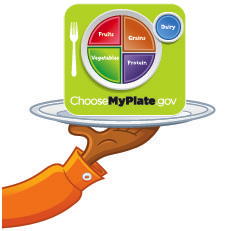 Fruits
Grains
Dairy
Vegetables
Protein
ChooseMyPlate.gov